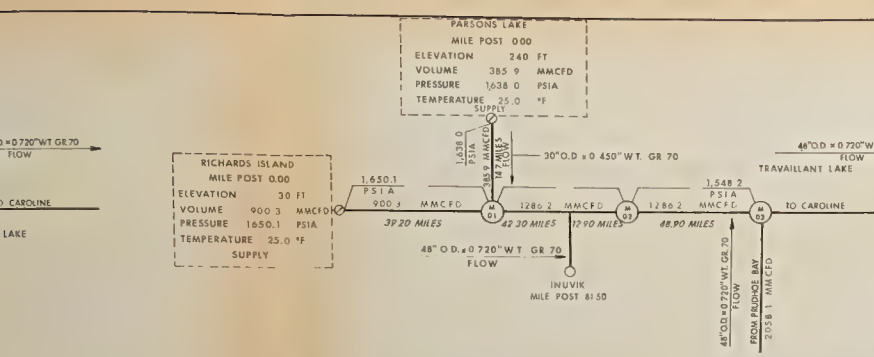 PARSONS LAKE
MILE POST 0.00
ELEVATION 240 FT
VOLUME 385.9 MMCFD
PRESSURE 1,638.0 PSIA
TEMPERATURE 25.0 °F
SUPPLY
1,638.0
PSIA
385.9 MMCFD
14.7 MILES
FLOW
30"O.D x 0.450"WT. GR 70
RICHARDS ISLAND
MILE POST 0.00
ELEVATION 30 FT
VOLUME 900.3 MMCFD
PRESSURE 1650.1 PSIA
TEMPERATURE 25.0 °F
SUPPLY
1,650.1
PSIA
900.3 MMCFD
39.20 MILES
M
01
1286.2 MMCFD
42.30 MILES
12.90 MILES
M
02
1286.2 MMCFD
48.90 MILES
1,548.2
PSIA
M
03
TO CAROLINE
48" O.D. x 0.720"WT GR 70
FLOW
INUVIK
MILE POST 81.50
48"O.D. x 0.720"WT. GR. 70
FLOW
FROM PRUDHOE BAY
2058.1 MMCFD
48"O.D x 0.720"W
FLOW
TRAVAILLANT LAKE
.D x 0.720"WT GR 70
FLOW
O CAROLINE
LAKE